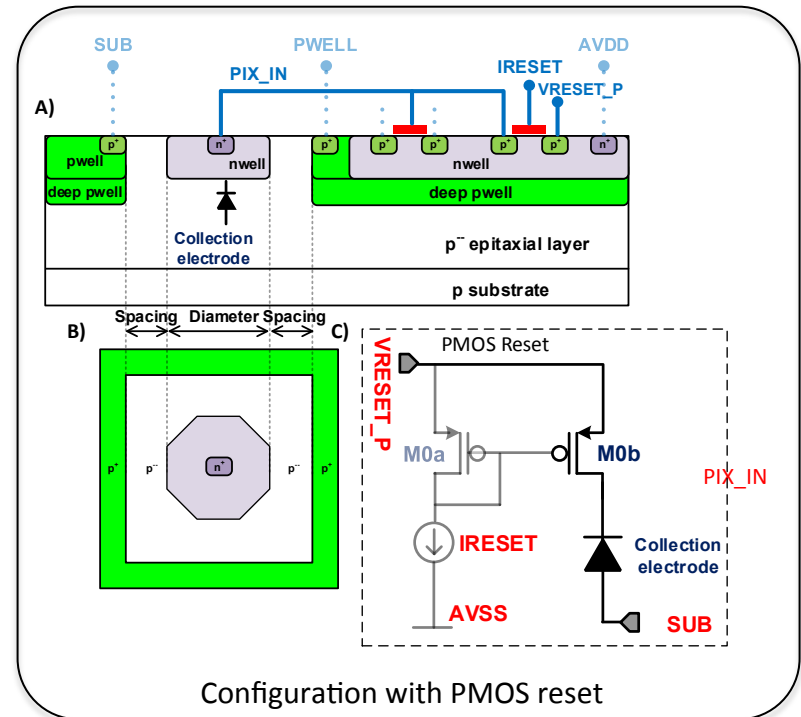 SUB
PWELL
AVDD
PIX_IN
IRESET
VRESET_P
A)
p+
n+
p+
p+
p+
p+
p+
n+
pwell
nwell
nwell
deep pwell
deep pwell
Collection
electrode
p-- epitaxial layer
p substrate
Spacing
Diameter
Spacing
B)
C)
p+
p--
n+
p--
p+
PMOS Reset
VRESET_P
M0a
M0b
PIX_IN
IRESET
Collection
electrode
AVSS
SUB
Configuration with PMOS reset